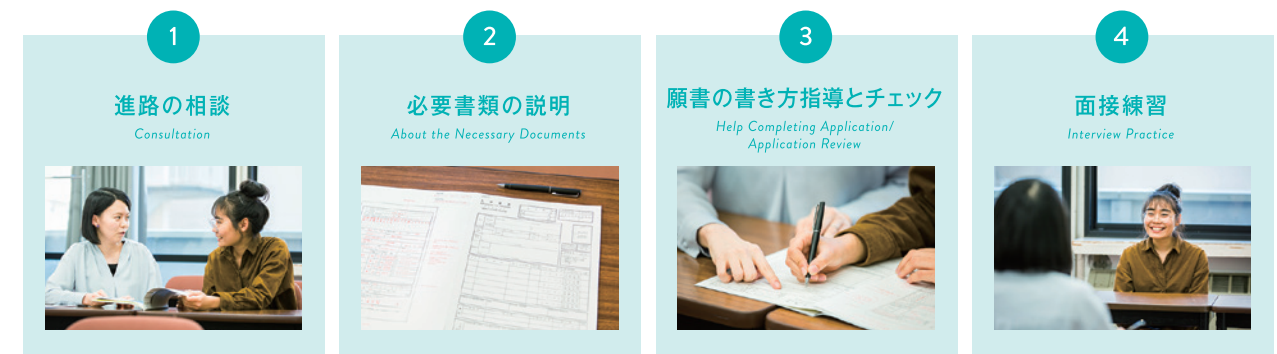 1
進路の相談
Consultation
2
必要書類の説明
About the Necessary Documents
3
願書の書き方指導とチェック
Help Completing Application/
Application Review
4
面接練習
Interview Practice